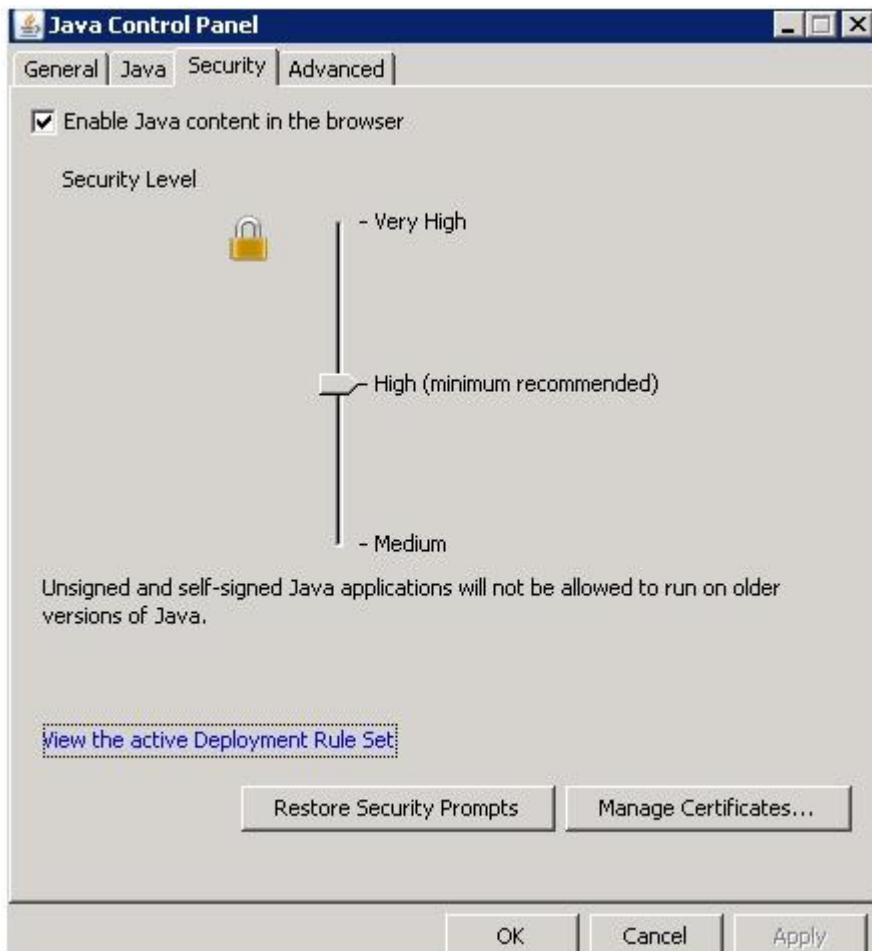 Java Control Panel
General Java Security Advanced
Enable Java content in the browser
Security Level
- Very High
- High (minimum recommended)
- Medium
Unsigned and self-signed Java applications will not be allowed to run on older
versions of Java.
View the active Deployment Rule Set
Restore Security Prompts Manage Certificates...
OK Cancel Apply